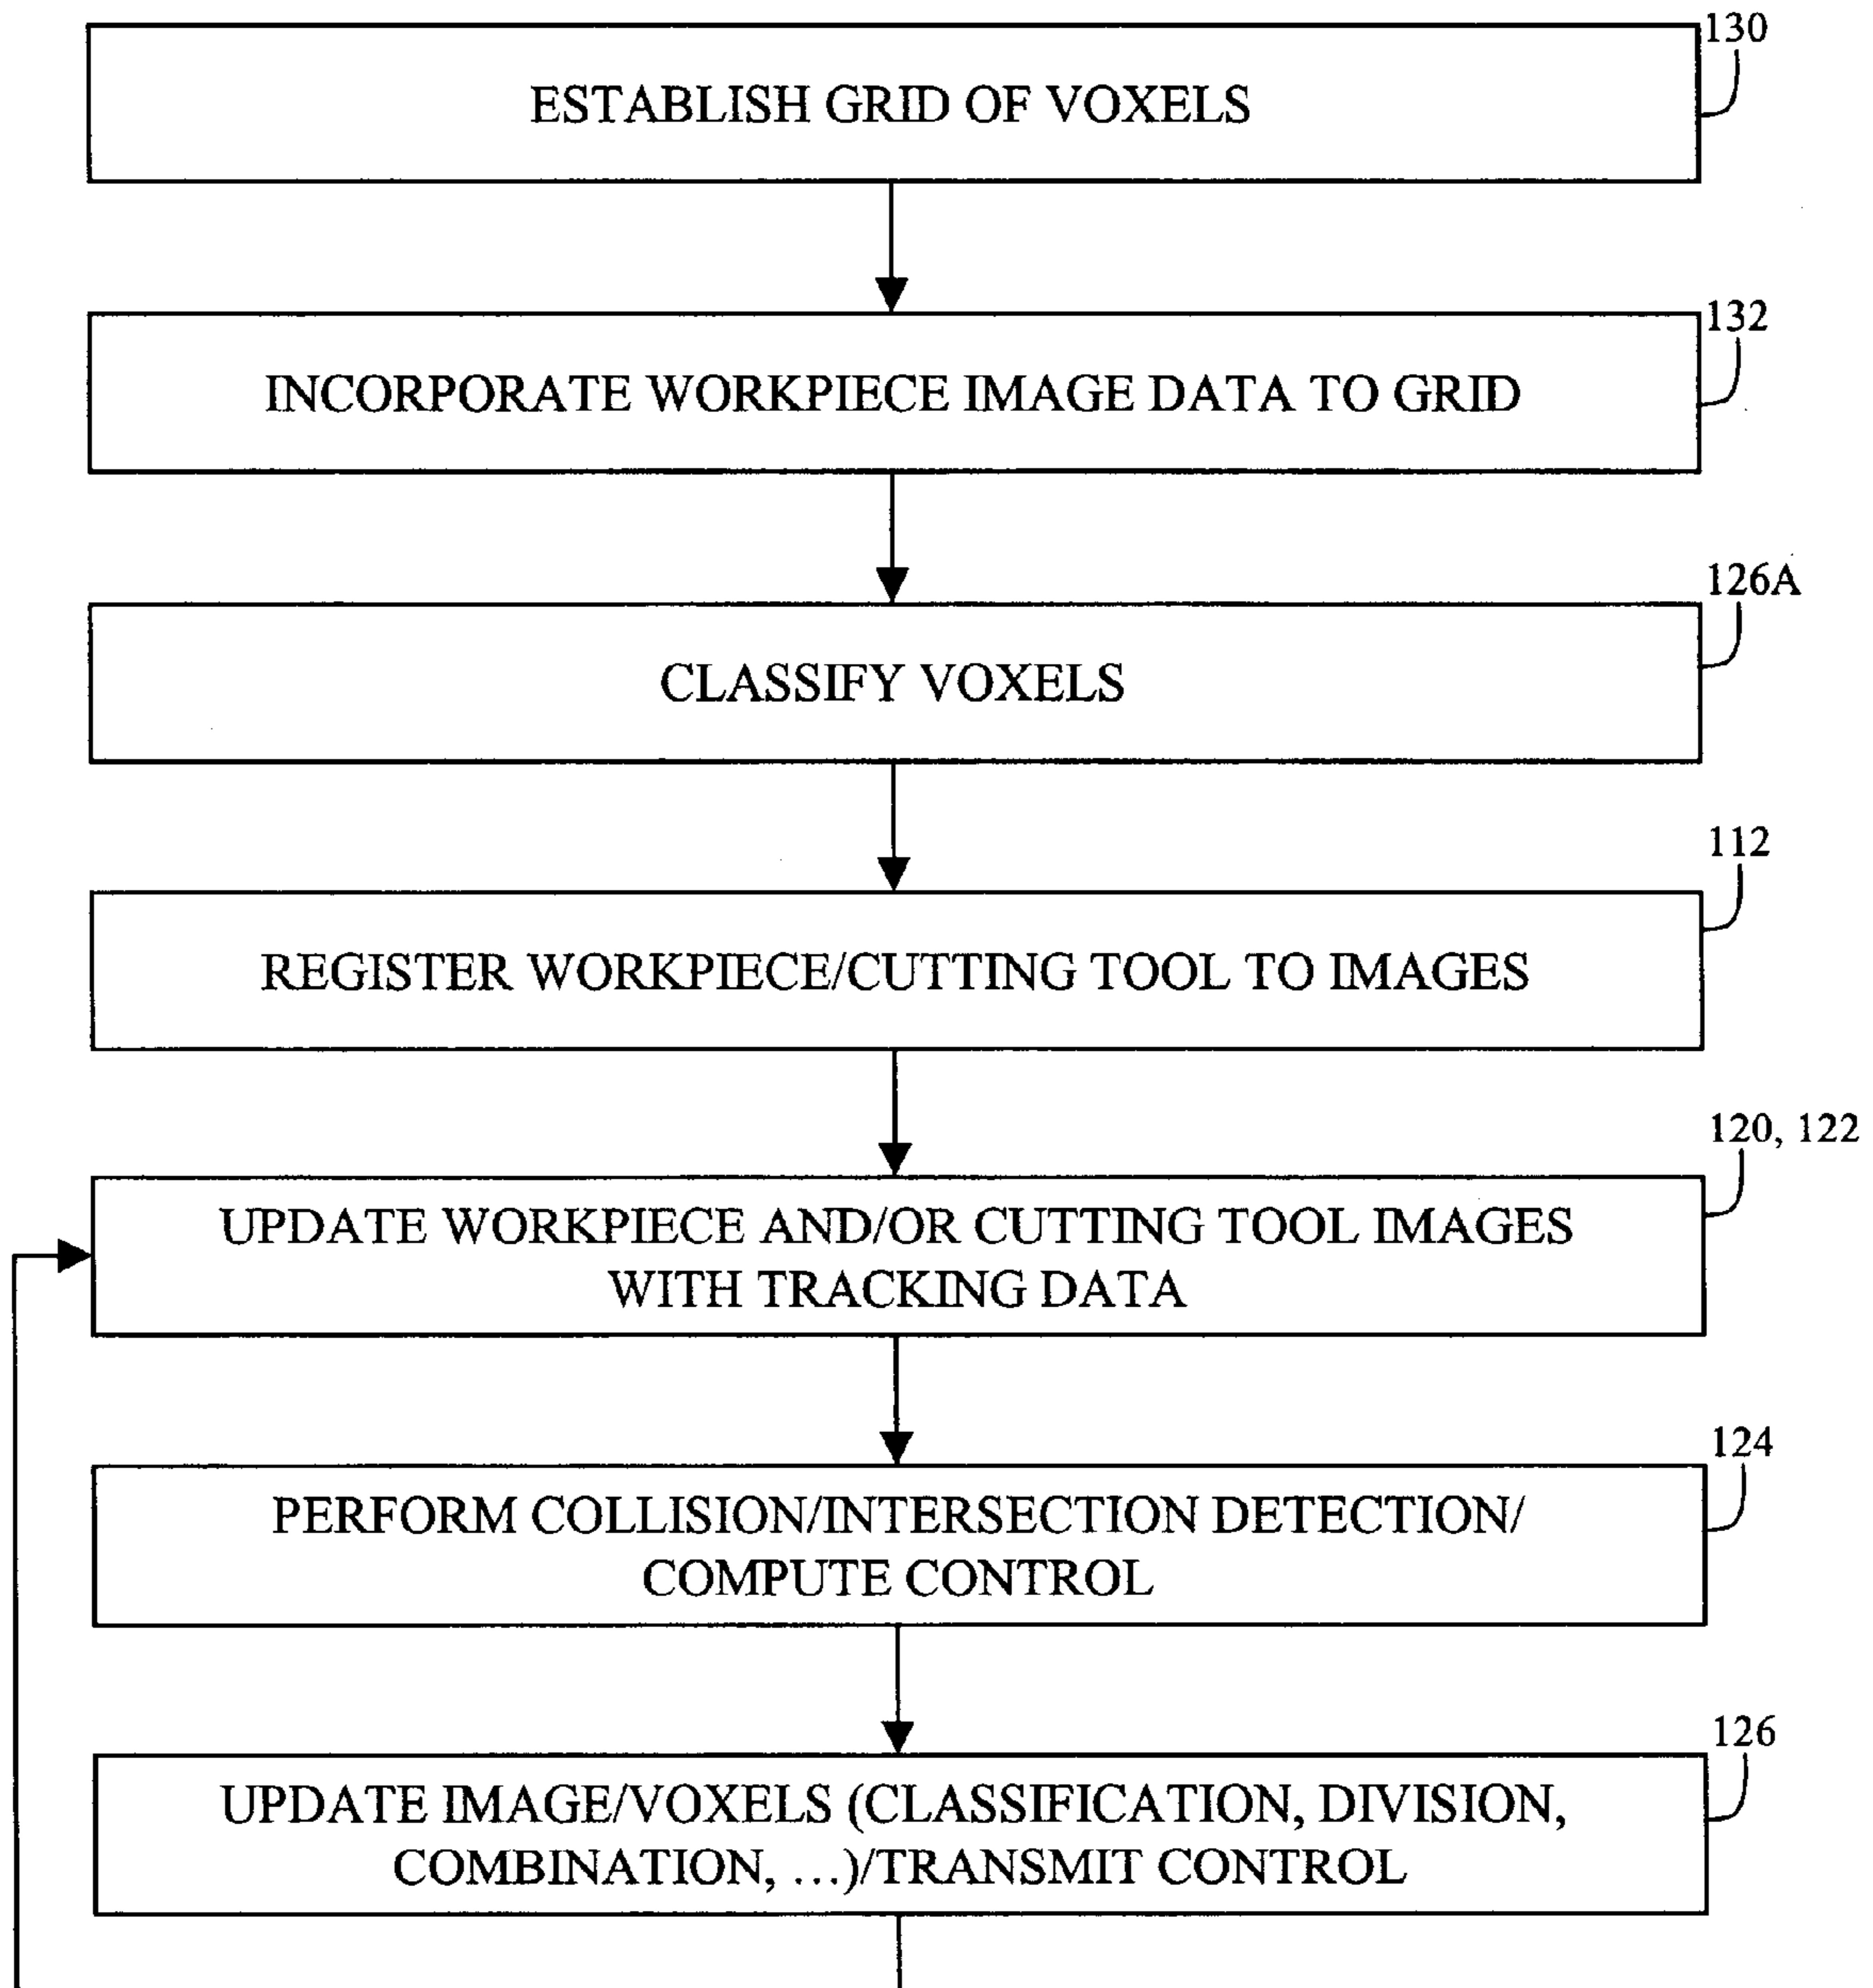 130
ESTABLISH GRID OF VOXELS
132
INCORPORATE WORKPIECE IMAGE DATA TO GRID
126A
CLASSIFY VOXELS
112
REGISTER WORKPIECE/CUTTING TOOL TO IMAGES
120, 122
UPDATE WORKPIECE AND/OR CUTTING TOOL IMAGES
WITH TRACKING DATA
124
PERFORM COLLISION/INTERSECTION DETECTION/
COMPUTE CONTROL
126
UPDATE IMAGE/VOXELS (CLASSIFICATION, DIVISION,
COMBINATION, …)/TRANSMIT CONTROL